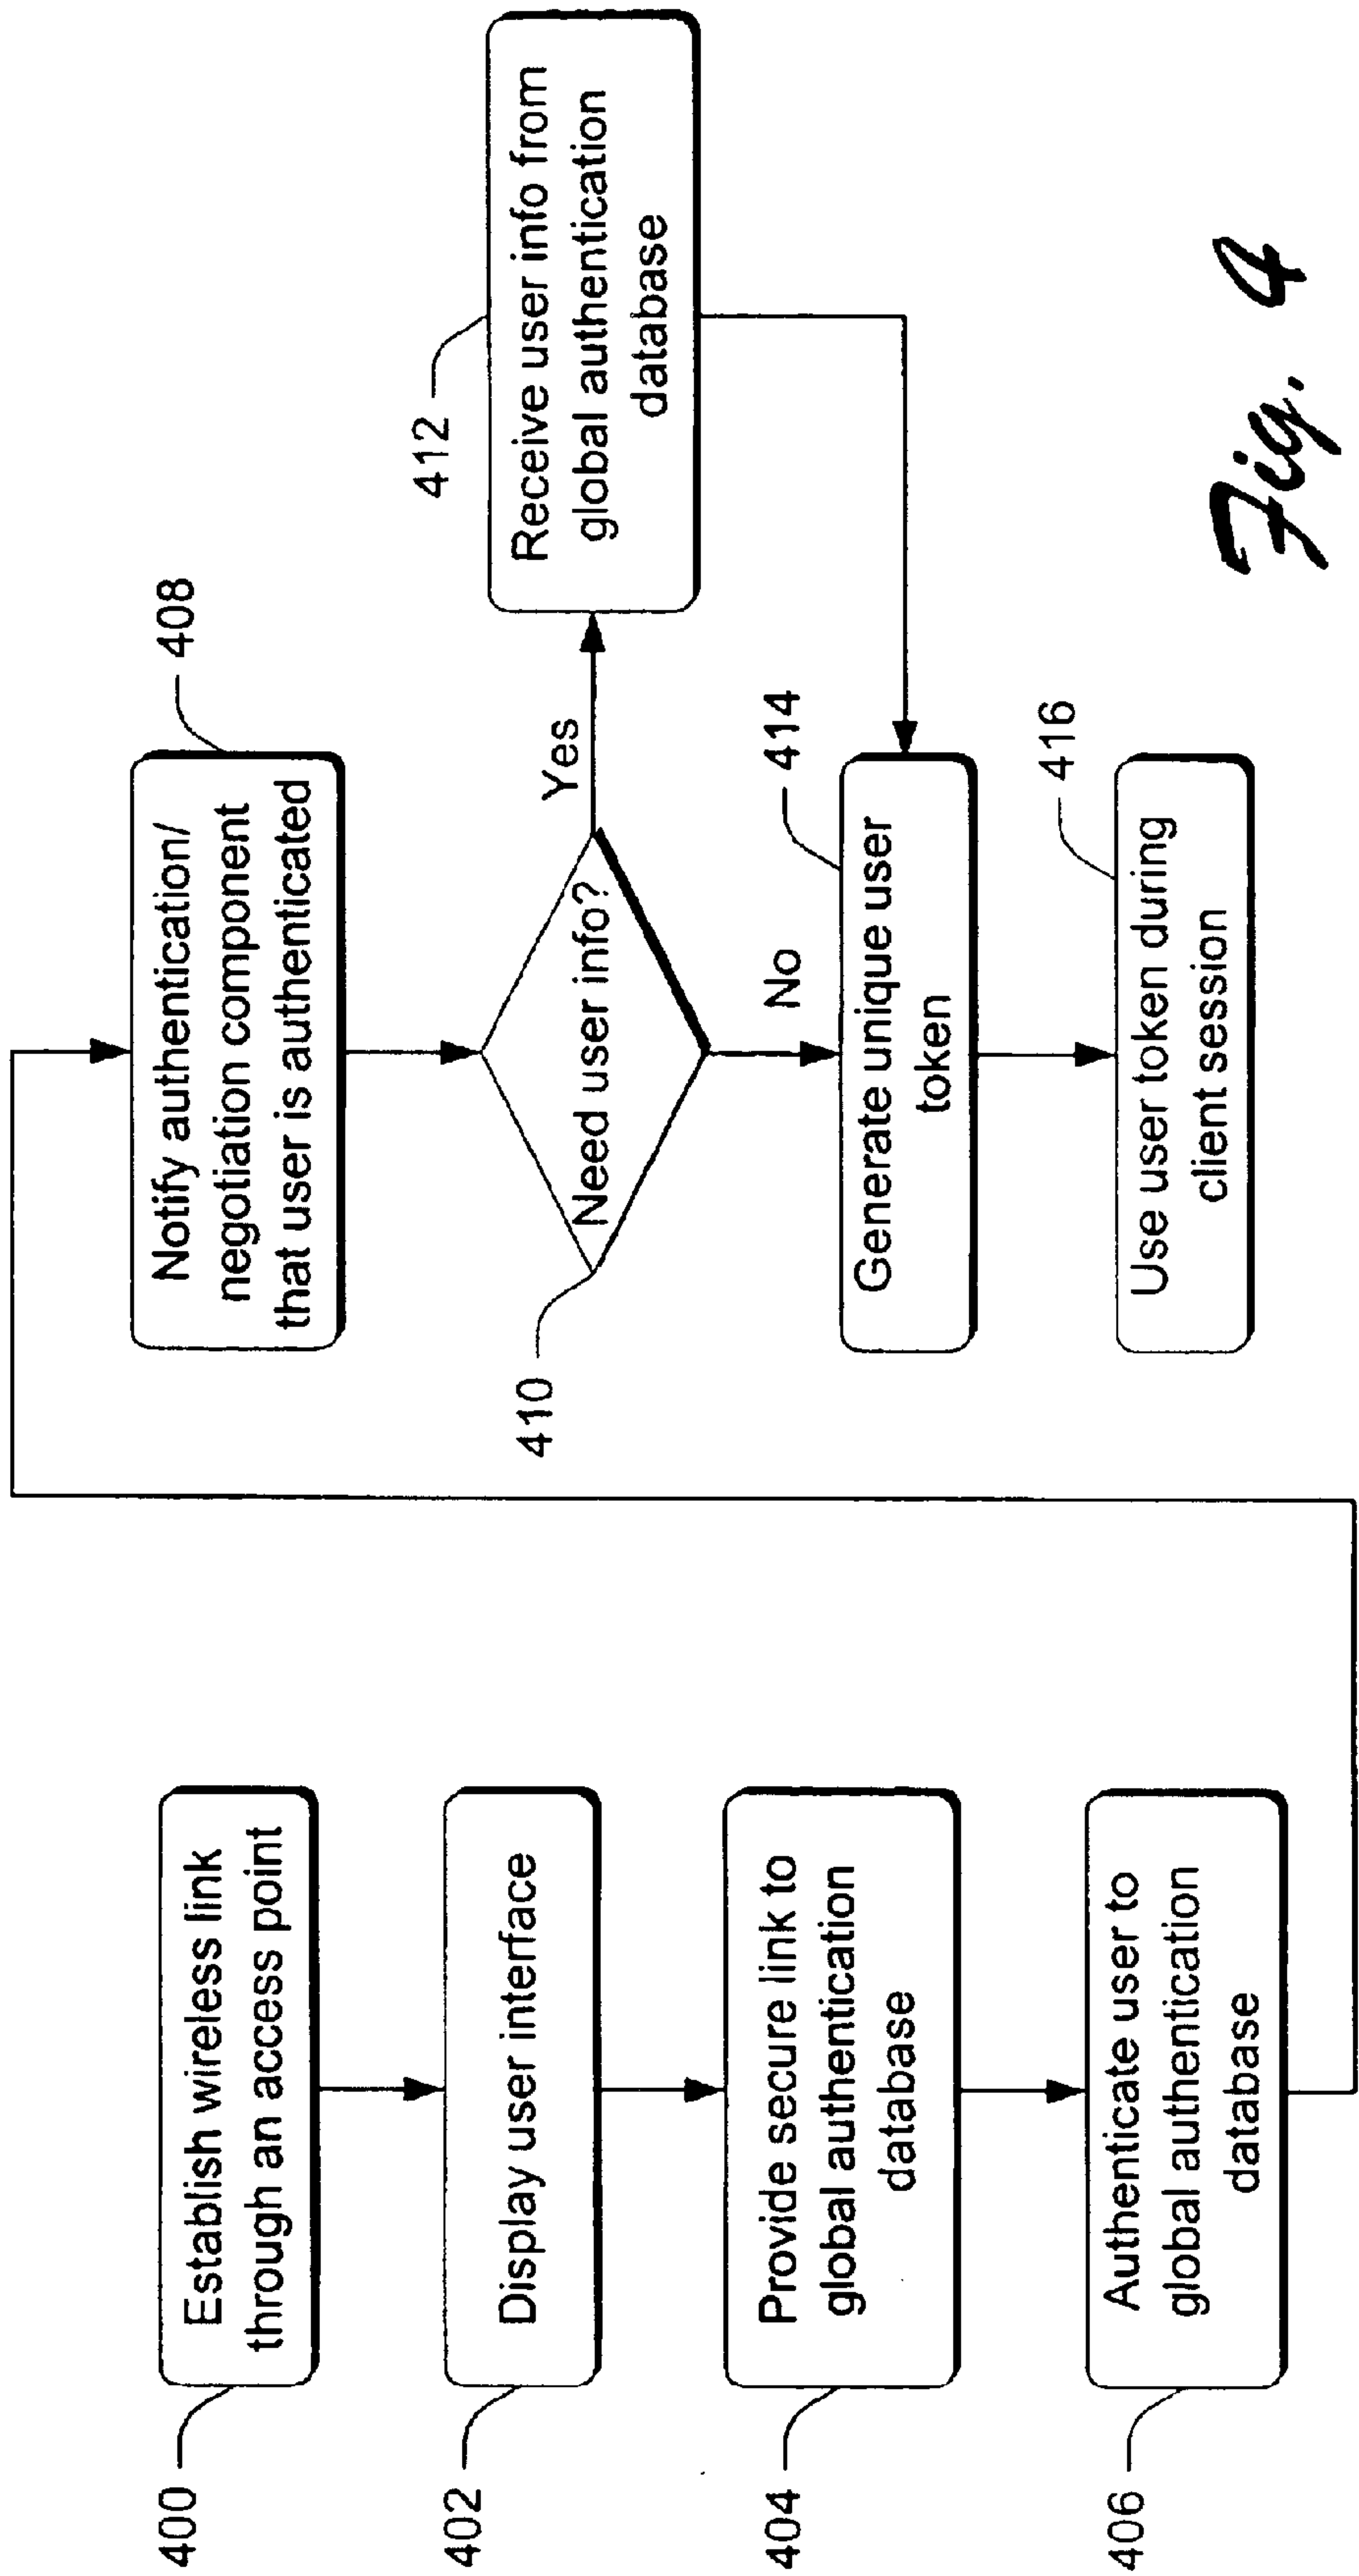 400
Establish wireless link
through an access point
402
Display user interface
404
Provide secure link to
global authentication
database
406
Authenticate user to
global authentication
database
408
Notify authentication/
negotiation component
that user is authenticated
410
Need user info?
Yes
No
412
Receive user info from
global authentication
database
414
Generate unique user
token
416
Use user token during
client session
Fig. 4